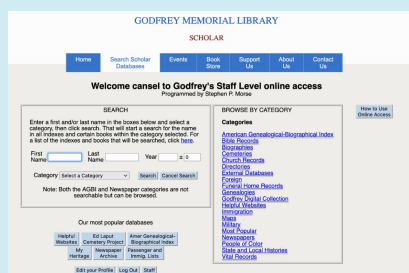 GODFREY MEMORIAL LIBRARY
SCHOLAR
Home
Search Scholar Databases
Events
Book Store
Support Us
About Us
Contact Us
Welcome cansel to Godfrey's Staff Level online access
Programmed by Stephen P. Morse
How to Use Online Access
SEARCH
Enter a first and/or last name in the boxes below and select a
category, then click search. That will start a search for the name
in all indexes and certain books within the category selected. For
a list of the indexes and books that will be searched, click here.
First Name
Last Name
Year
± 0
Category Select a Category
Search
Cancel Search
Note: Both the AGBI and Newspaper categories are not
searchable but can be browsed.
Our most popular databases
Helpful Websites
Ed Laput Cemetery Project
Amer Genealogical-Biographical Index
My Heritage
Newspaper Archive
Passenger and Immig. Lists
Edit your Profile
Log Out
Staff
BROWSE BY CATEGORY
Categories
American Genealogical-Biographical Index
Bible Records
Biographies
Cemeteries
Church Records
Directories
External Databases
Foreign
Funeral Home Records
Genealogies
Godfrey Digital Collection
Helpful Websites
Immigration
Maps
Military
Most Popular
Newspapers
People of Color
State and Local Histories
Vital Records